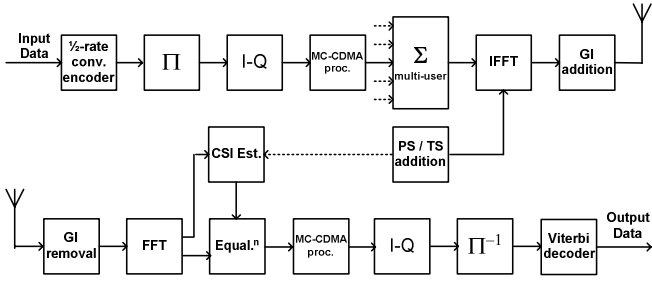 Input
Data
½-rate
conv.
encoder
Π
I-Q
MC-CDMA
proc.
Σ
multi-user
IFFT
GI
addition
CSI Est.
PS / TS
addition
GI
removal
FFT
Equal.ⁿ
MC-CDMA
proc.
I-Q
Π⁻¹
Viterbi
decoder
Output
Data